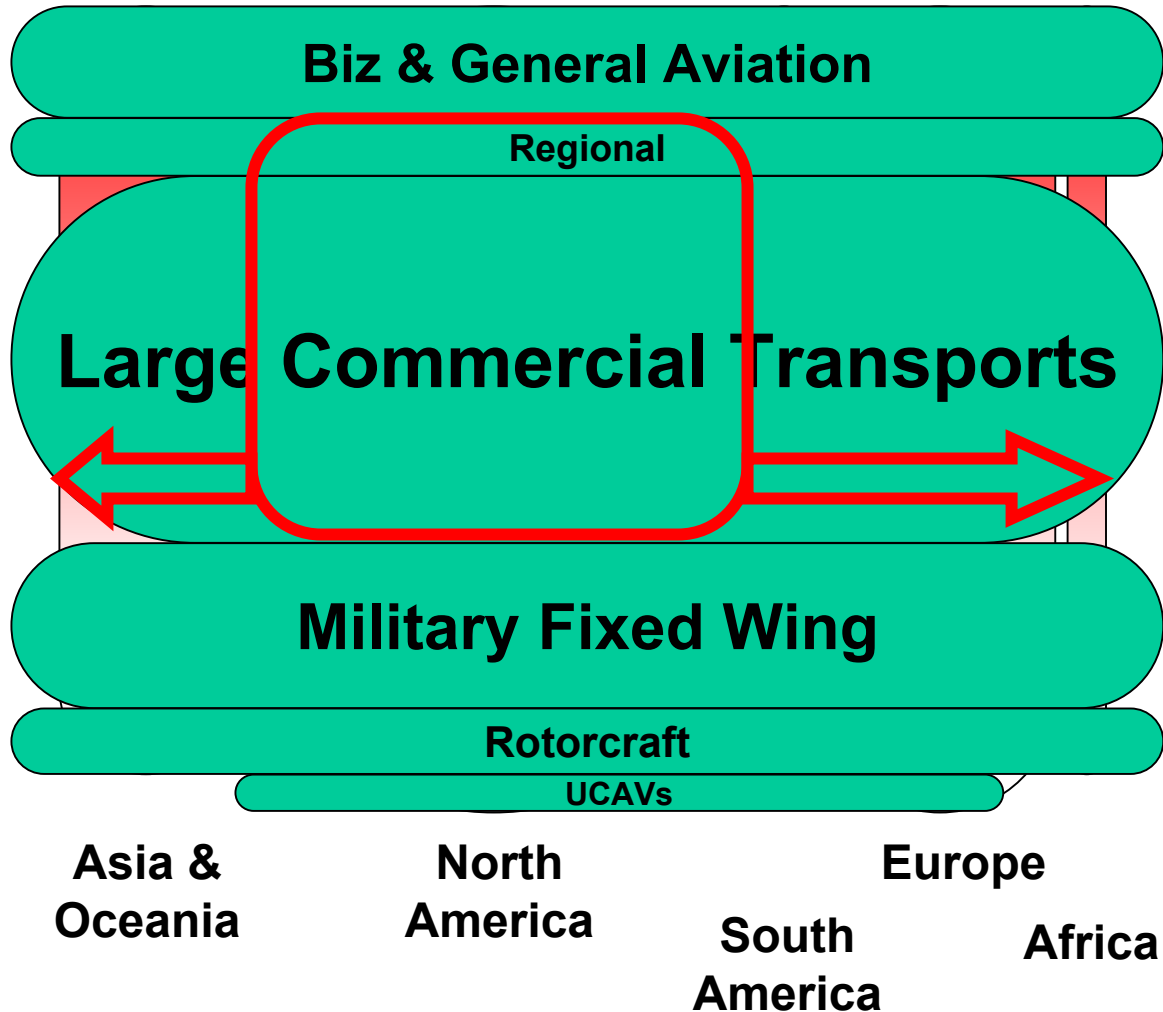 Biz & General Aviation
Regional
Large Commercial Transports
Military Fixed Wing
Rotorcraft
UCAVs
Asia &
Oceania
North
America
South
America
Europe
Africa